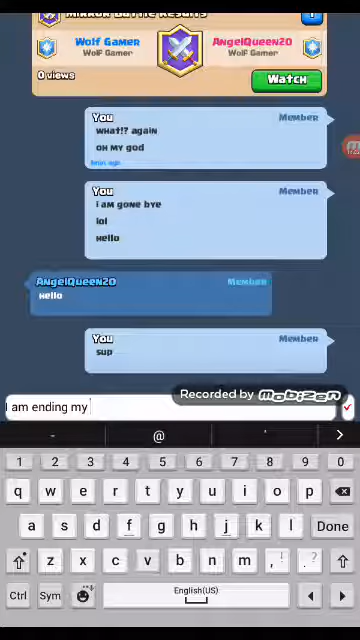 Mirror Battle Results
Wolf Gamer
AngelQueen20
Wolf Gamer
Wolf Gamer
0 views
Watch
You
Member
what!? again
oh my god
You
Member
i am gone bye
lol
Hello
AngelQueen20
Member
Hello
You
Member
sup
Recorded by mobizen
I am ending my
- @ '
1 2 3 4 5 6 7 8 9 0
q w e r t y u i o p
a s d f g h j k l Done
z x c v b n m , ! . ?
Ctrl Sym English(US)